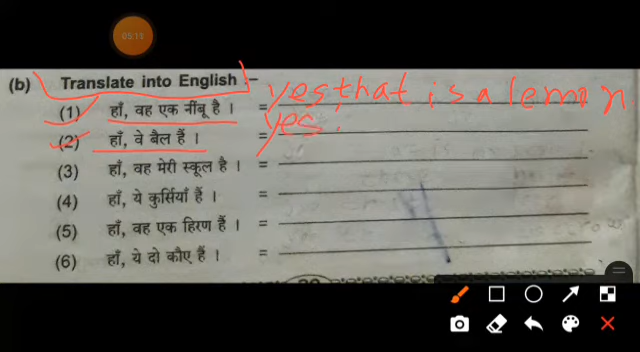 05:15
(b) Translate into English :-
(1) हाँ, वह एक नींबू है । = yes that is a lemon
(2) हाँ, वे बैल हैं । = yes,
(3) हाँ, वह मेरी स्कूल है । =
(4) हाँ, ये कुर्सियाँ हैं । =
(5) हाँ, वह एक हिरण हैं । =
(6) हाँ, ये दो कौए हैं । =